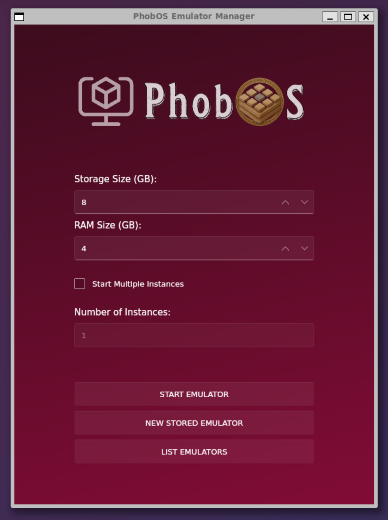 PhobOS Emulator Manager
PhobOS
Storage Size (GB):
8
RAM Size (GB):
4
Start Multiple Instances
Number of Instances:
1
START EMULATOR
NEW STORED EMULATOR
LIST EMULATORS